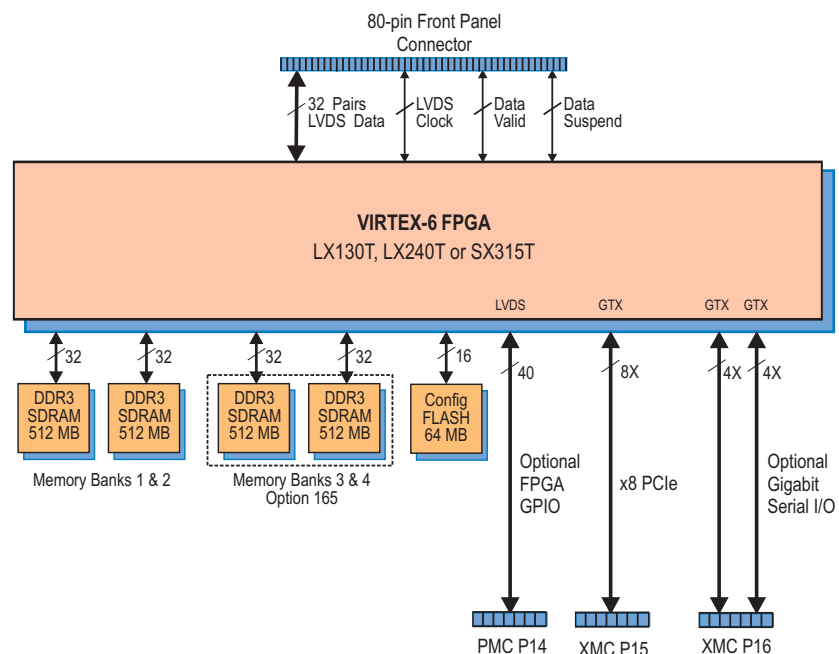 80-pin Front Panel
Connector
32 Pairs
LVDS Data
LVDS
Clock
Data
Valid
Data
Suspend
VIRTEX-6 FPGA
LX130T, LX240T or SX315T
LVDS
GTX
GTX
GTX
32
32
32
32
16
40
8X
4X
4X
DDR3
SDRAM
512 MB
DDR3
SDRAM
512 MB
DDR3
SDRAM
512 MB
DDR3
SDRAM
512 MB
Config
FLASH
64 MB
Memory Banks 1 & 2
Memory Banks 3 & 4
Option 165
Optional
FPGA
GPIO
x8 PCIe
Optional
Gigabit
Serial I/O
PMC P14
XMC P15
XMC P16